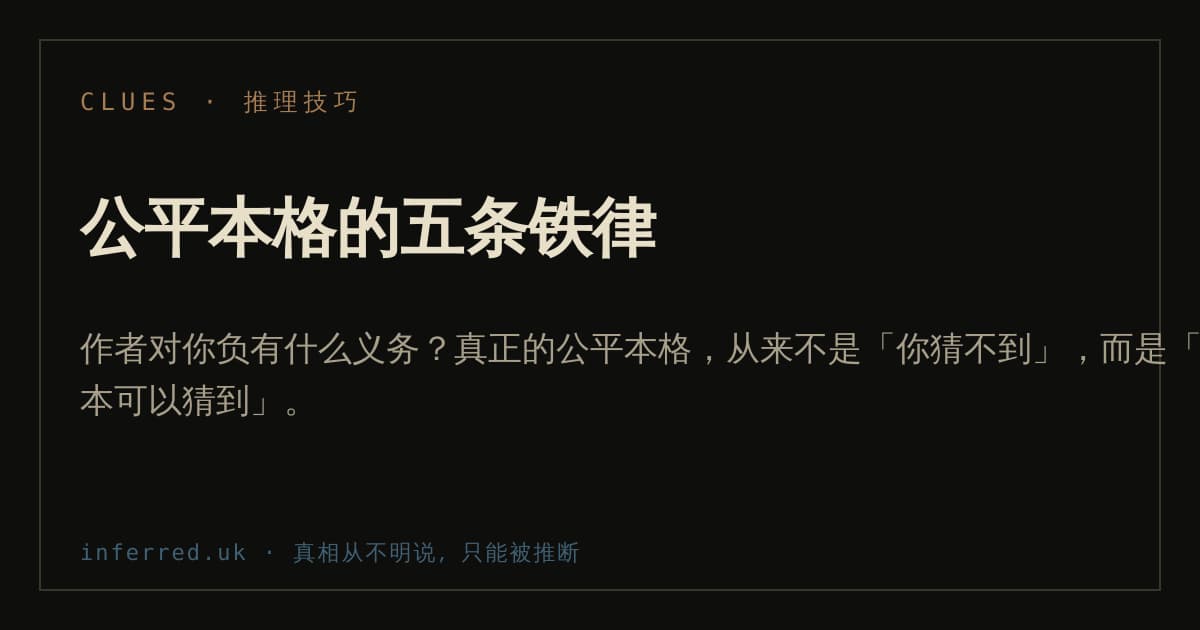 CLUES · 推理技巧
公平本格的五条铁律
作者对你负有什么义务？真正的公平本格，从来不是「你猜不到」，而是「
本可以猜到」。
inferred.uk · 真相从不明说, 只能被推断